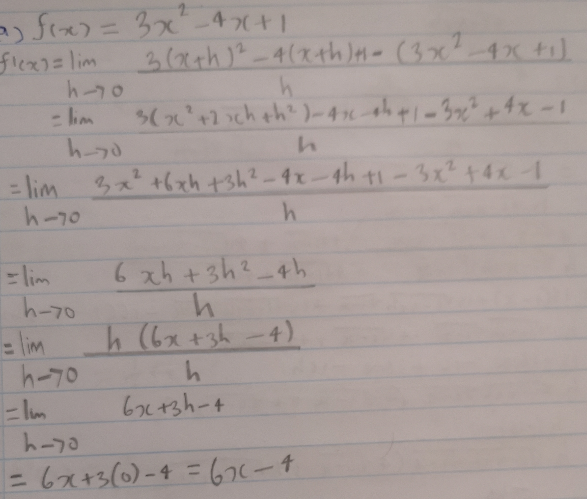 a) f(x) = 3x² - 4x + 1
f'(x) = lim h→0 3(x+h)² - 4(x+h) + 1 - (3x² - 4x + 1) / h
= lim h→0 3(x² + 2xh + h²) - 4x - 4h + 1 - 3x² + 4x - 1 / h
= lim h→0 3x² + 6xh + 3h² - 4x - 4h + 1 - 3x² + 4x - 1 / h
= lim h→0 6xh + 3h² - 4h / h
= lim h→0 h(6x + 3h - 4) / h
= lim h→0 6x + 3h - 4
= 6x + 3(0) - 4 = 6x - 4